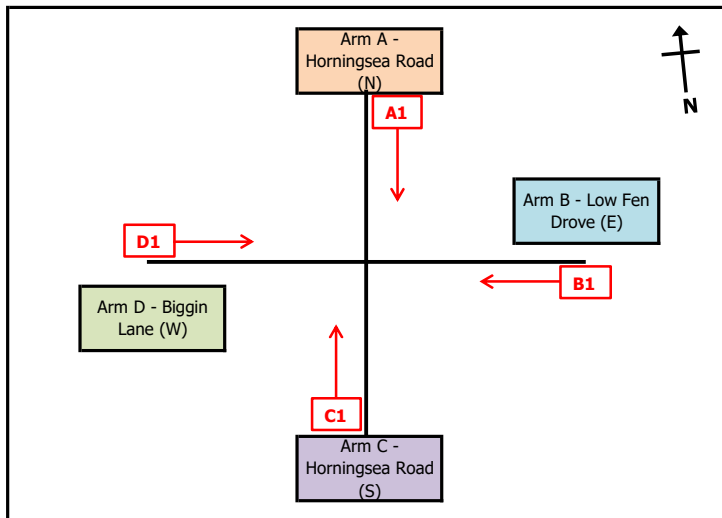 Arm A -
Horningsea Road
(N)
A1
N
Arm B - Low Fen
Drove (E)
D1
B1
Arm D - Biggin
Lane (W)
C1
Arm C -
Horningsea Road
(S)